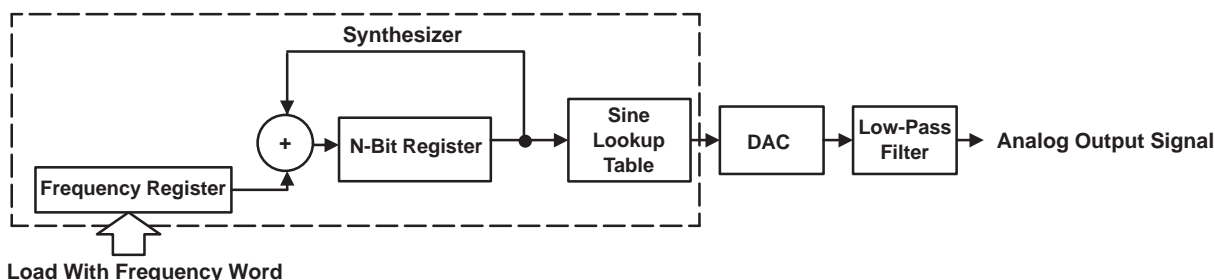 Synthesizer
+
N-Bit Register
Sine
Lookup
Table
DAC
Low-Pass
Filter
Analog Output Signal
Frequency Register
Load With Frequency Word